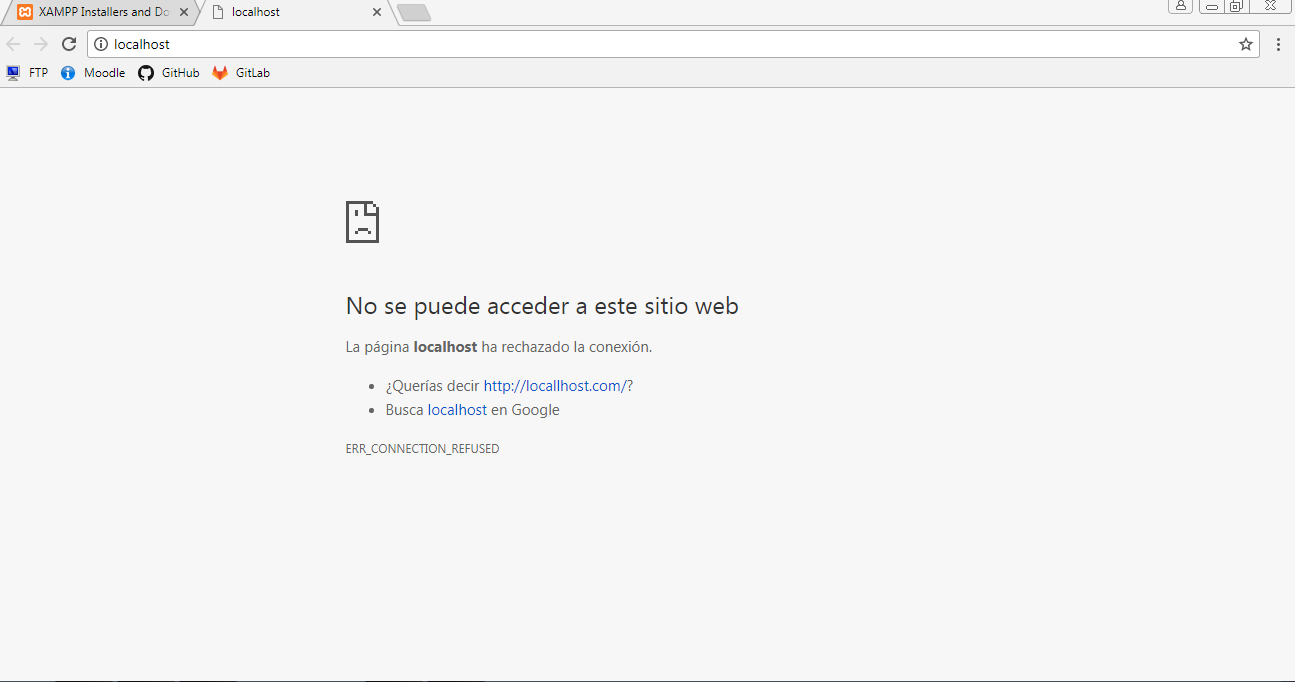 XAMPP Installers and Do
localhost
localhost
FTP
Moodle
GitHub
GitLab
No se puede acceder a este sitio web
La página localhost ha rechazado la conexión.
• ¿Querías decir http://locallhost.com/?
• Busca localhost en Google
ERR_CONNECTION_REFUSED